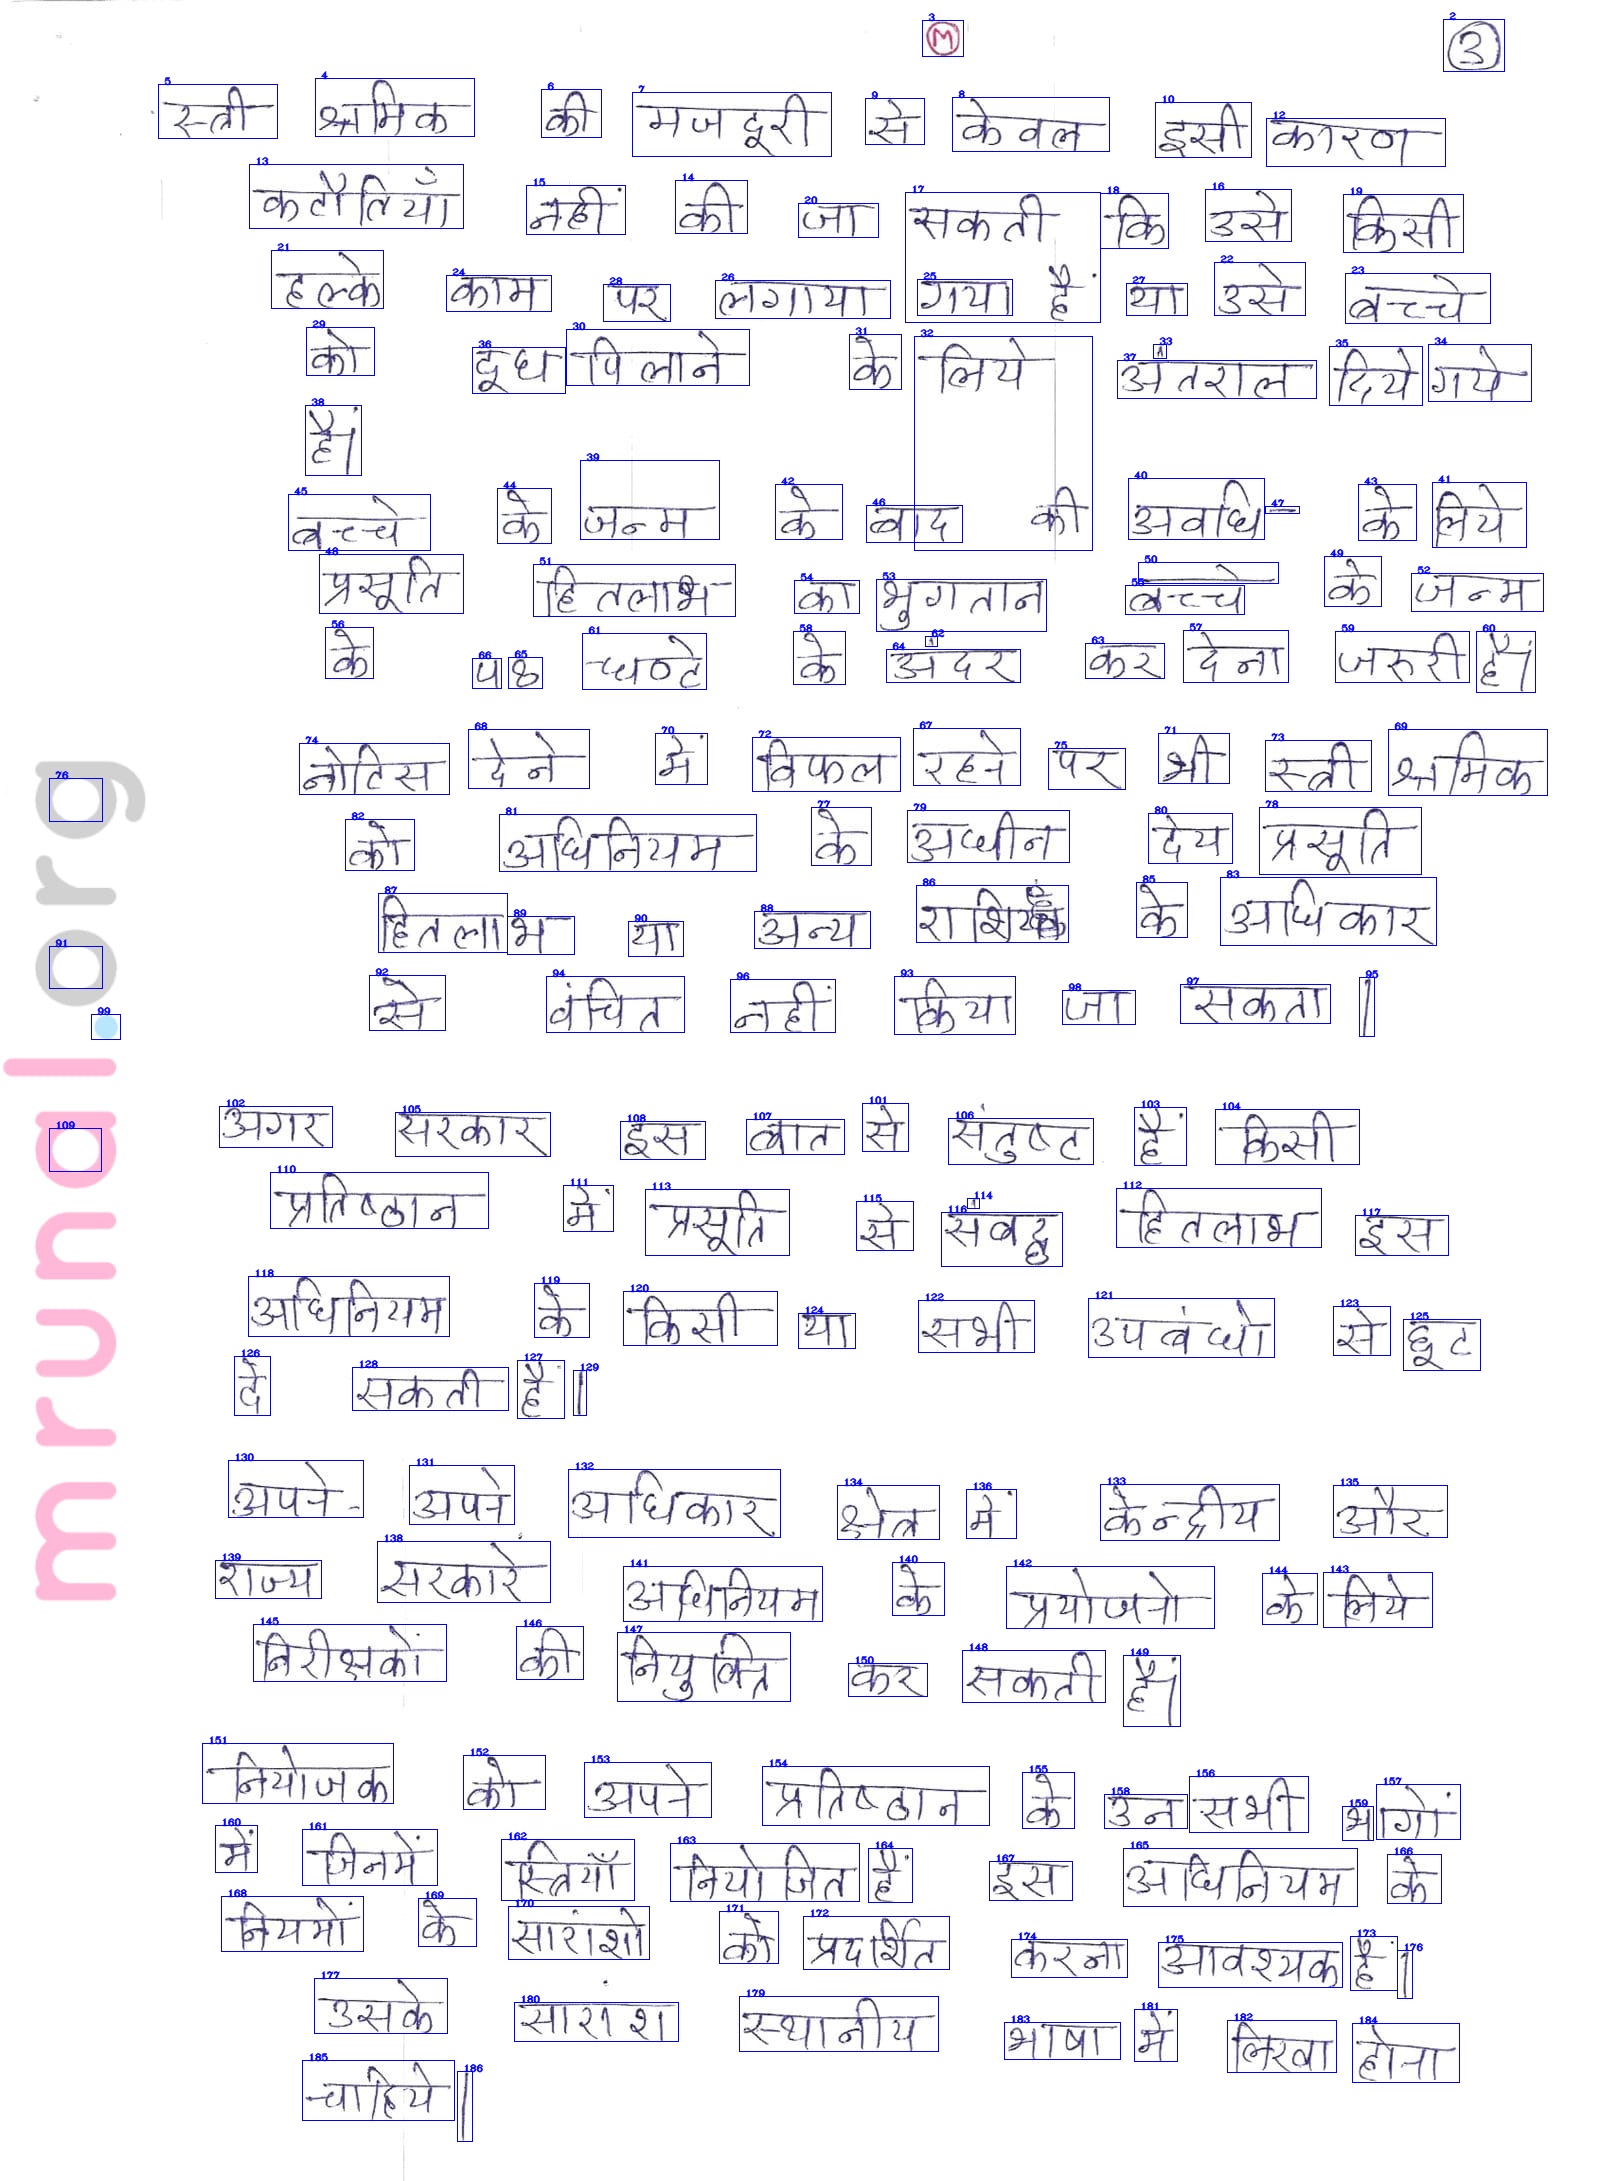 M 3
स्त्री श्रमिक की मजदूरी से केवल इसी कारण
कटौतियाँ नहीं की जा सकती कि उसे किसी
हल्के काम पर लगाया गया हैं या उसे बच्चे
को दूध पिलाने के लिये अंतराल दिये गये
हैं।
बच्चे के जन्म के बाद की अवधि के लिये
प्रसूति हितलाभ का भुगतान बच्चे के जन्म
के घण्टे के अंदर कर देना जरुरी हैं।
नोटिस देने में विफल रहने पर भी स्त्री श्रमिक
को अधिनियम के अधीन देय प्रसूति
हितलाभ या अन्य के अधिकार
से वंचित नहीं किया जा सकता ।
अगर सरकार इस बात से संतुष्ट हैं किसी
प्रतिष्ठान में प्रसूति से संबद्ध हितलाभ इस
अधिनियम के किसी या सभी उपबंधो से छूट
दे सकती हैं ।
अपने - अपने अधिकार क्षेत्र में केन्द्रीय और
राज्य सरकारें अधिनियम के प्रयोजनो के लिये
निरीक्षकों की नियुक्ति कर सकती हैं।
नियोजक को अपने प्रतिष्ठान के उन सभी भागों
में जिनमें स्त्रियाँ नियोजित हैं इस अधिनियम के
नियमों के सारांशो को प्रदर्शित करना आवश्यक हैं।
उसके सारांश स्थानीय भाषा में लिखा होना
चाहिये।
mrunal.org